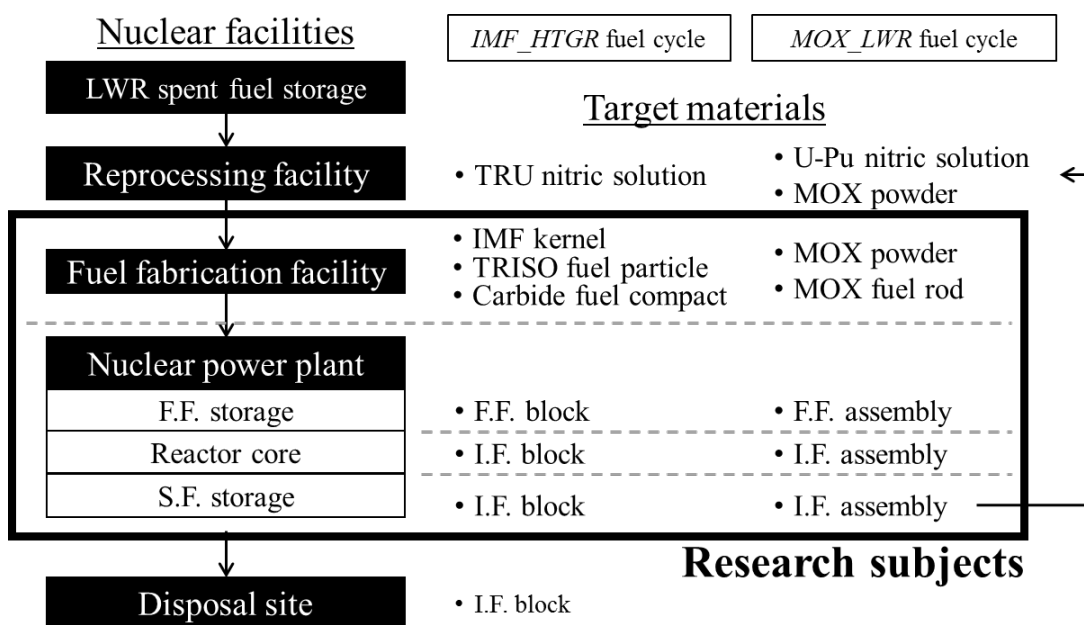 Nuclear facilities
IMF_HTGR fuel cycle
MOX_LWR fuel cycle
LWR spent fuel storage
Target materials
Reprocessing facility
• TRU nitric solution
• U-Pu nitric solution
• MOX powder
Fuel fabrication facility
• IMF kernel
• TRISO fuel particle
• Carbide fuel compact
• MOX powder
• MOX fuel rod
Nuclear power plant
F.F. storage
• F.F. block
• F.F. assembly
Reactor core
• I.F. block
• I.F. assembly
S.F. storage
• I.F. block
• I.F. assembly
Research subjects
Disposal site
• I.F. block